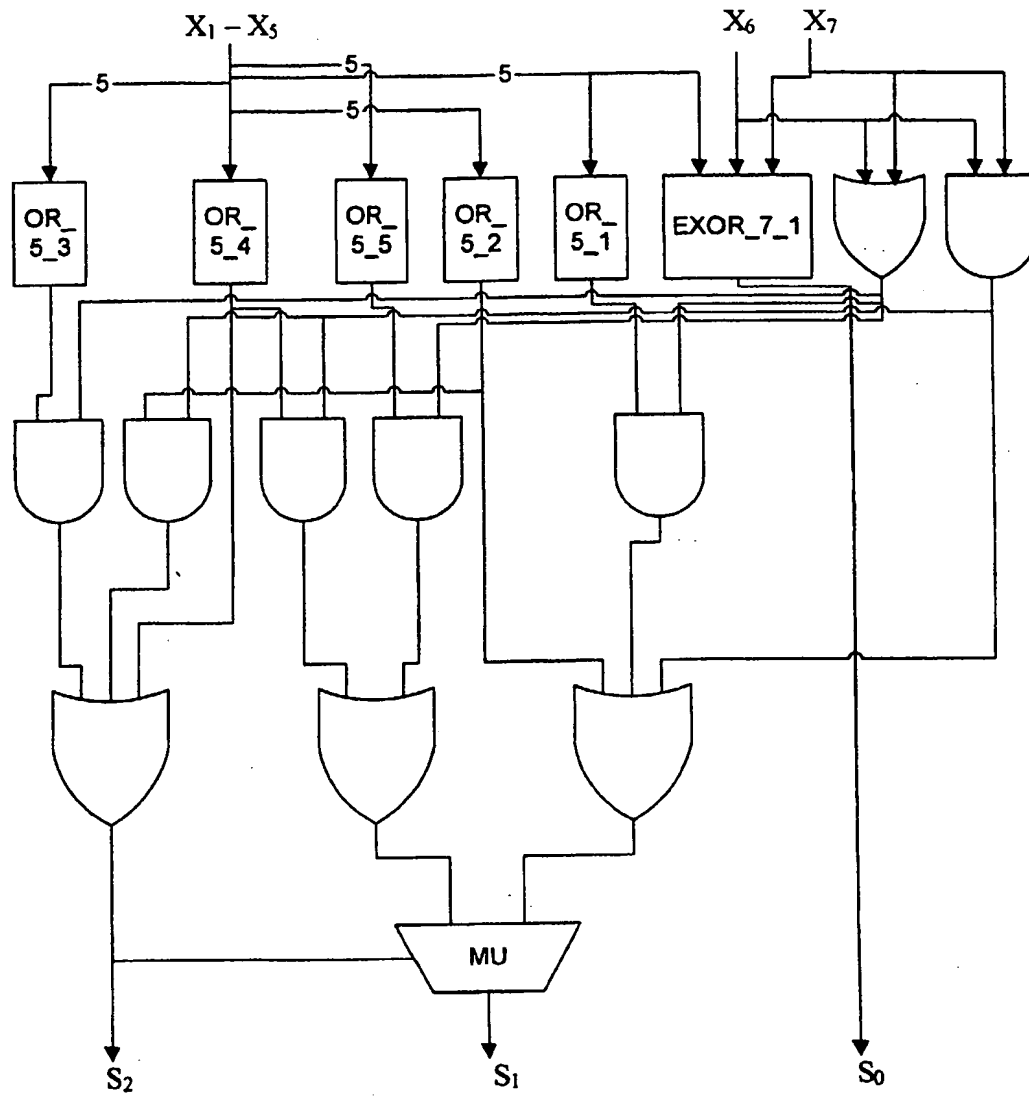 X₁ – X₅
X₆
X₇
5
5
5
5
OR_
5_3
OR_
5_4
OR_
5_5
OR_
5_2
OR_
5_1
EXOR_7_1
MU
S₂
S₁
S₀